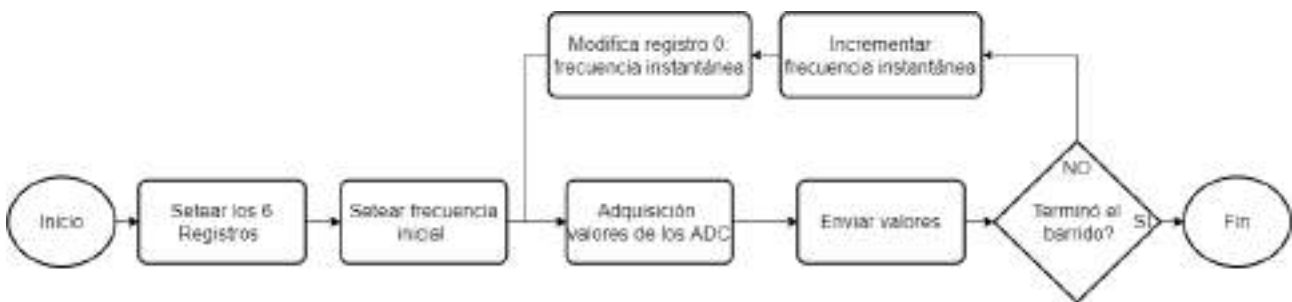 Modifica registro 0:
frecuencia instantánea
Incrementar
frecuencia instantánea
NO
Inicio
Setear los 6
Registros
Setear frecuencia
inicial
Adquisición
valores de los ADC
Enviar valores
Terminó el
barrido?
SÍ
Fin